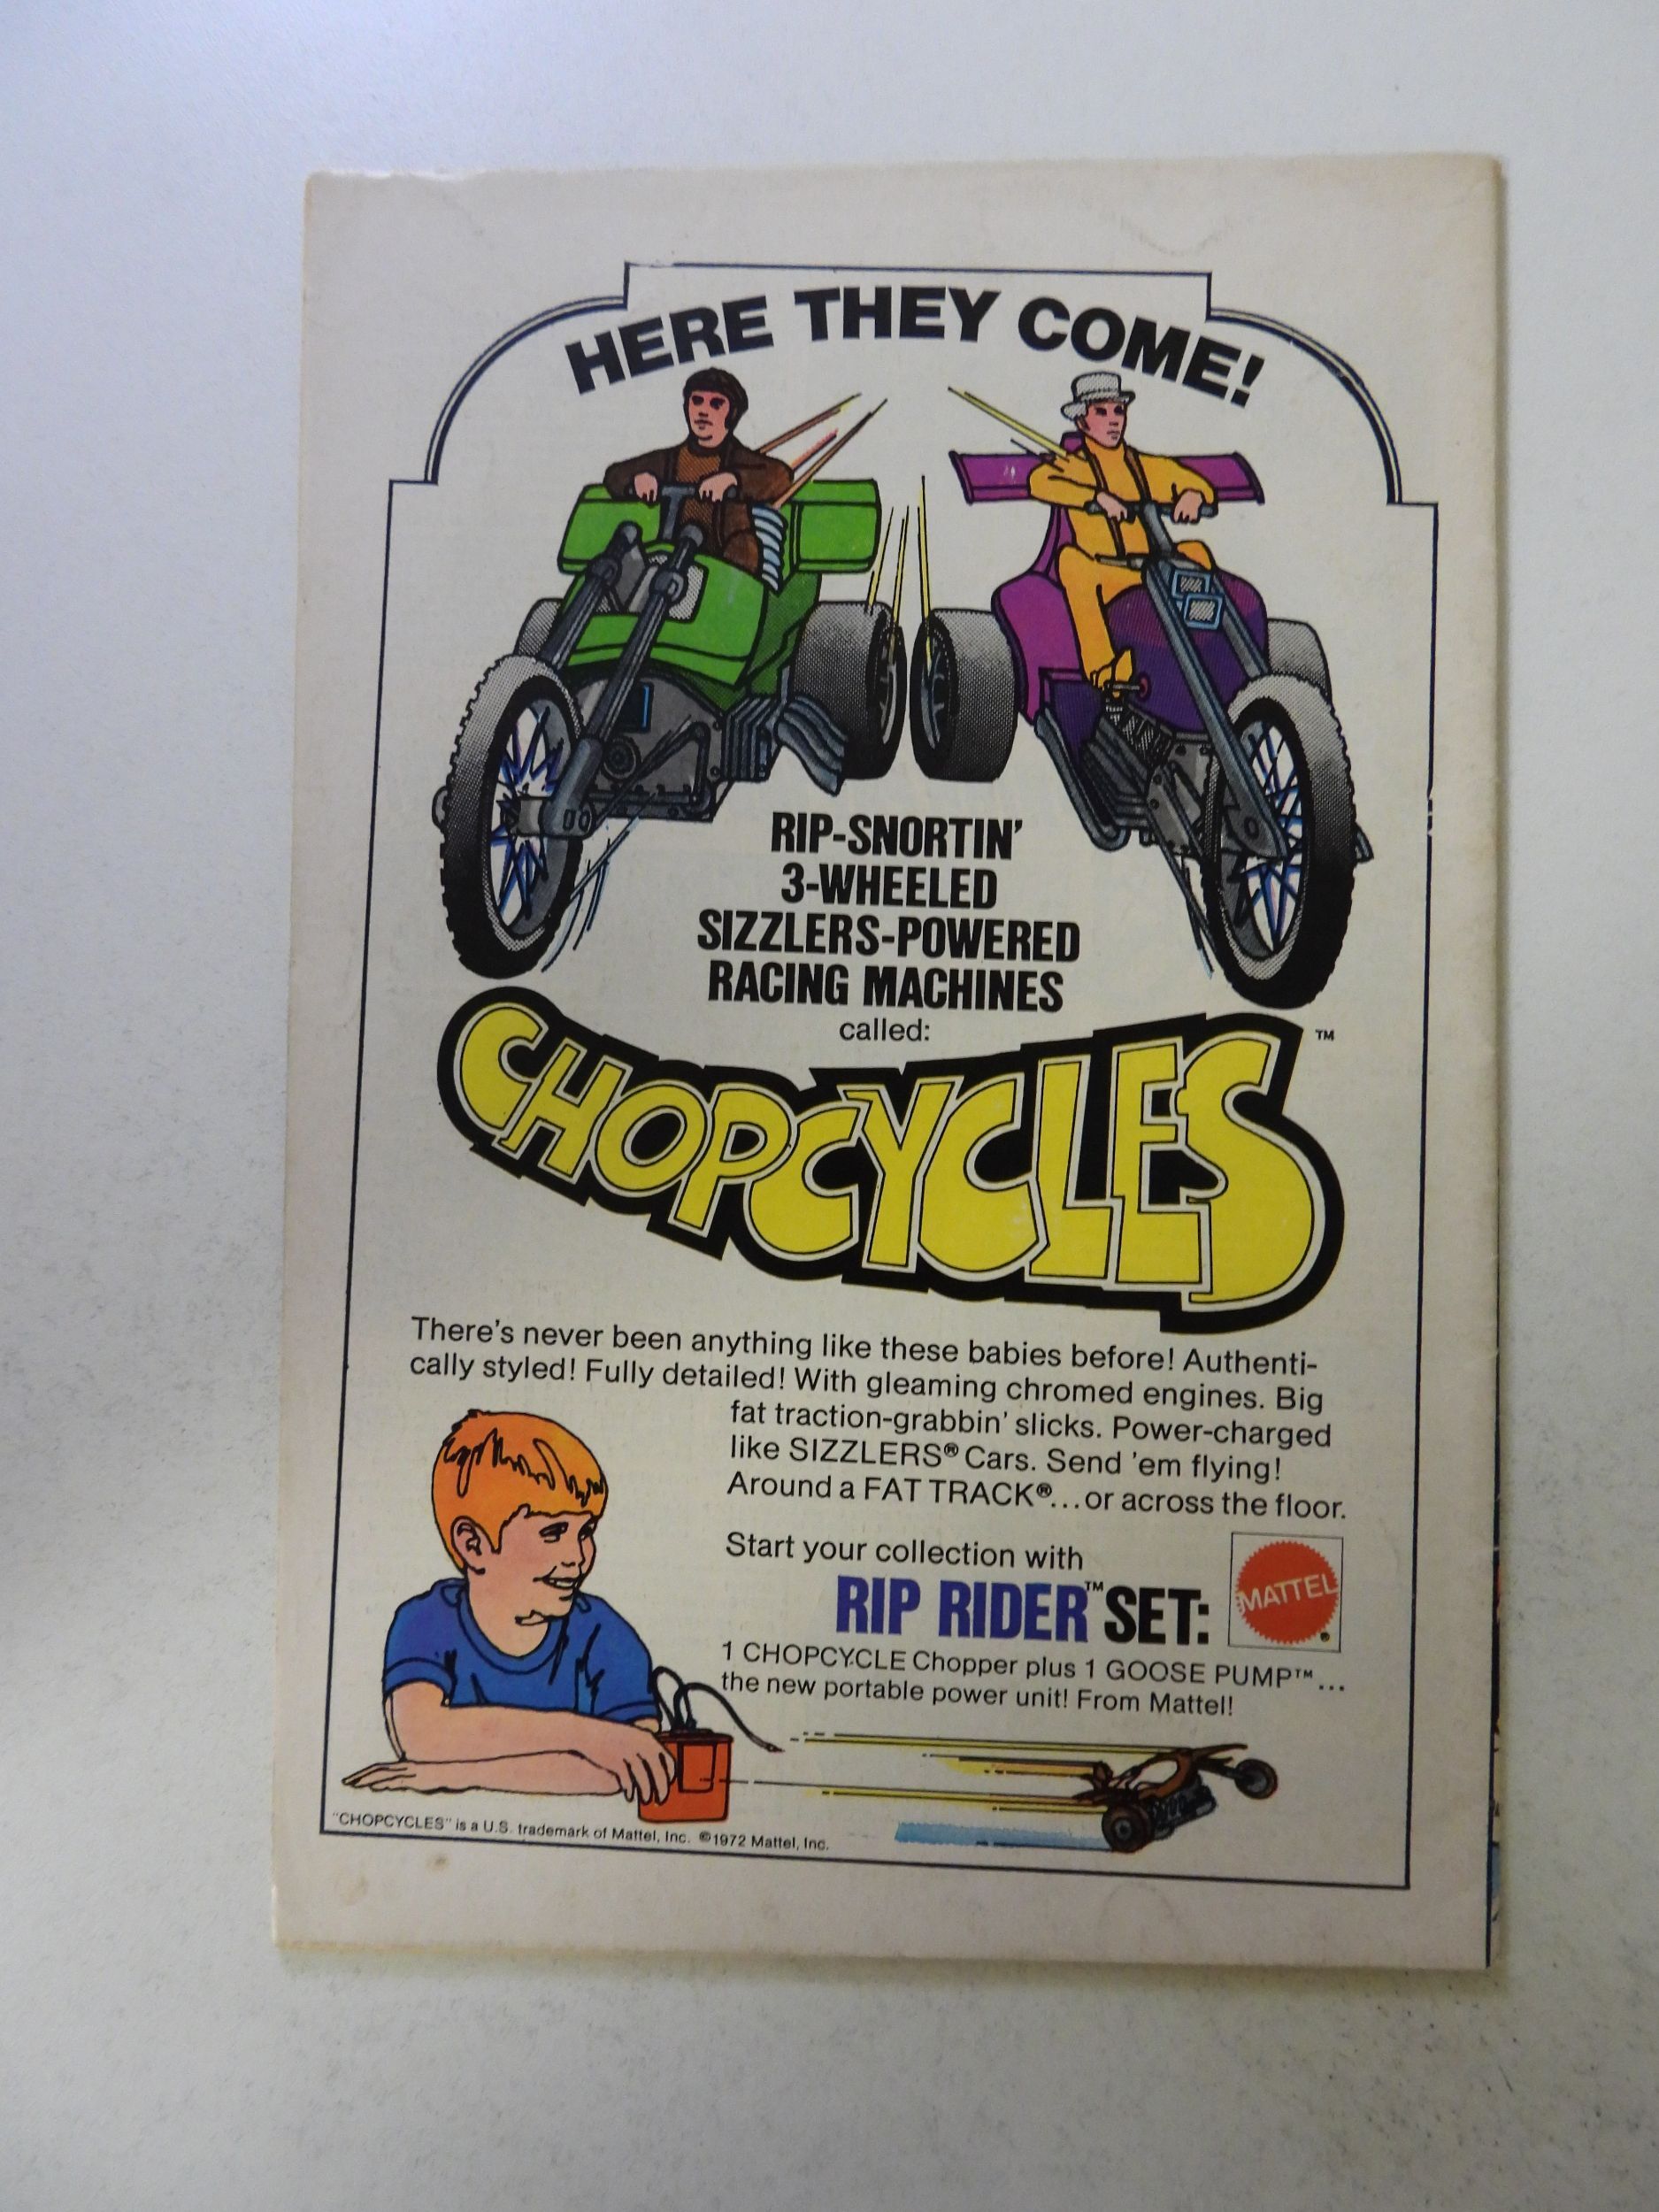 HERE THEY COME!
RIP-SNORTIN'
3-WHEELED
SIZZLERS-POWERED
RACING MACHINES
called:
CHOPCYCLES™
There's never been anything like these babies before! Authenti-
cally styled! Fully detailed! With gleaming chromed engines. Big
fat traction-grabbin' slicks. Power-charged
like SIZZLERS® Cars. Send 'em flying!
Around a FAT TRACK®...or across the floor.
Start your collection with
RIP RIDER™ SET:
MATTEL
1 CHOPCYCLE Chopper plus 1 GOOSE PUMP™...
the new portable power unit! From Mattel!
"CHOPCYCLES" is a U.S. trademark of Mattel, Inc. ©1972 Mattel, Inc.